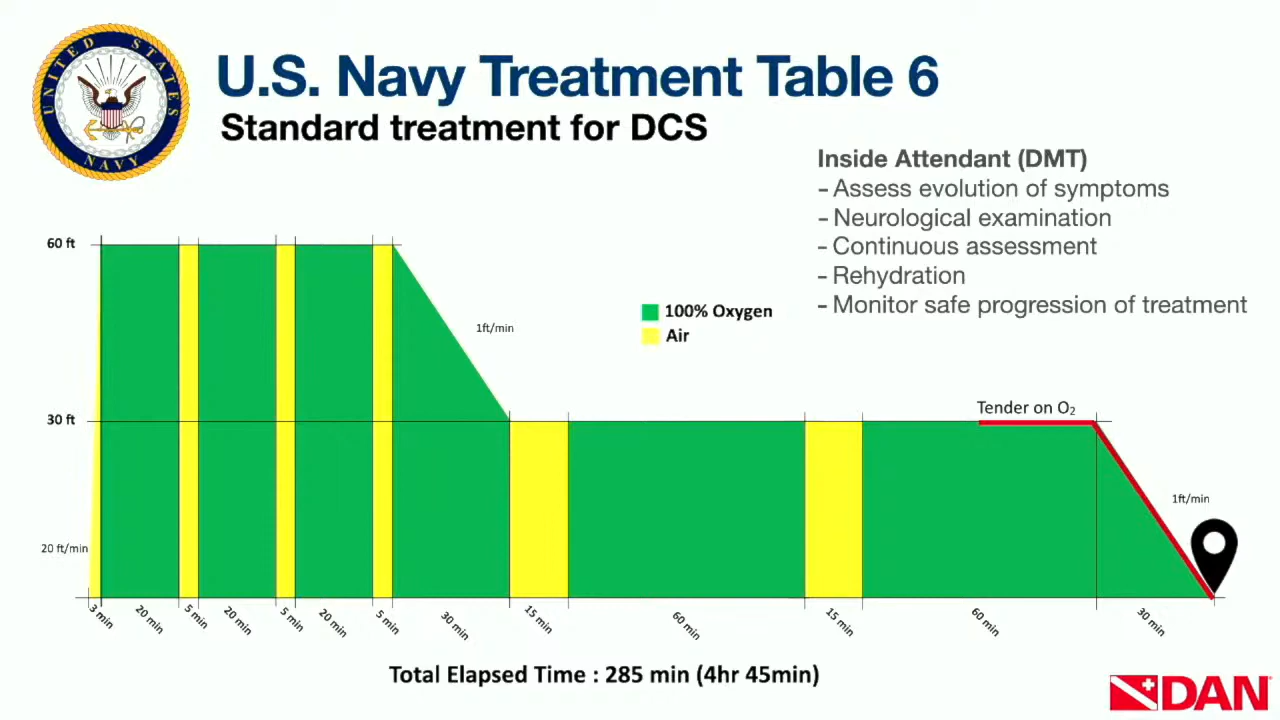 UNITED STATES
NAVY
U.S. Navy Treatment Table 6
Standard treatment for DCS
Inside Attendant (DMT)
- Assess evolution of symptoms
- Neurological examination
- Continuous assessment
- Rehydration
- Monitor safe progression of treatment
60 ft
1ft/min
100% Oxygen
Air
30 ft
Tender on O₂
1ft/min
20 ft/min
3 min
20 min
5 min
20 min
5 min
20 min
5 min
30 min
15 min
60 min
15 min
60 min
30 min
Total Elapsed Time : 285 min (4hr 45min)
DAN